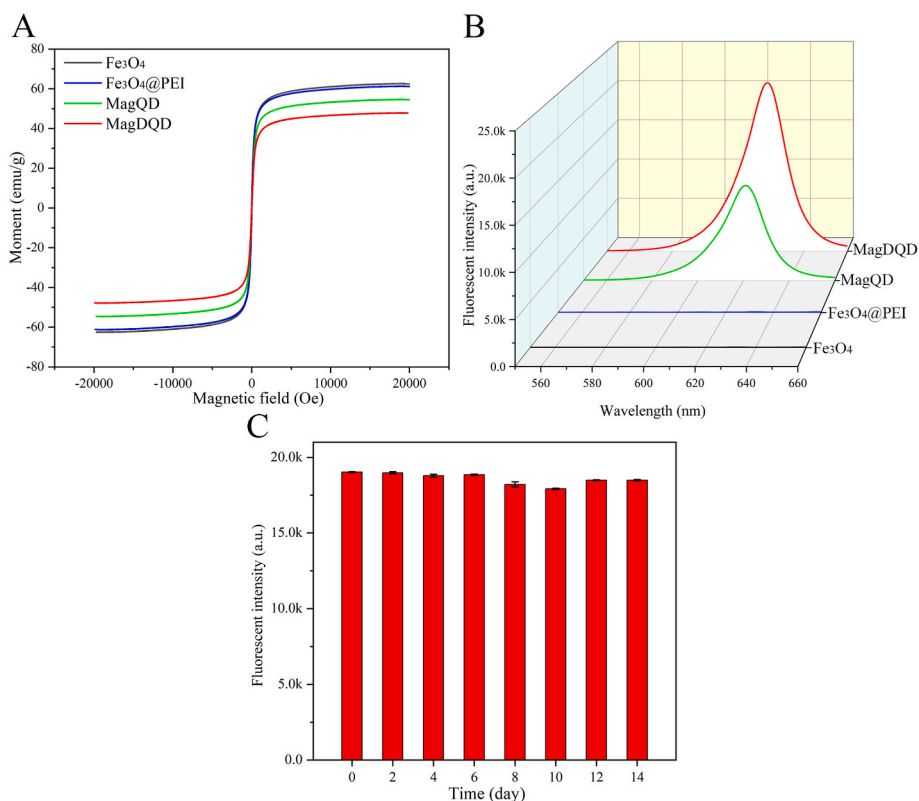 A
80
60
40
20
0
-20
-40
-60
-80
Moment (emu/g)
Fe₃O₄
Fe₃O₄@PEI
MagQD
MagDQD
-20000 -10000 0 10000 20000
Magnetic field (Oe)
B
25.0k
20.0k
15.0k
10.0k
5.0k
0.0
Fluorescent intensity (a.u.)
MagDQD
MagQD
Fe₃O₄@PEI
Fe₃O₄
560 580 600 620 640 660
Wavelength (nm)
C
20.0k
15.0k
10.0k
5.0k
0.0
Fluorescent intensity (a.u.)
0 2 4 6 8 10 12 14
Time (day)